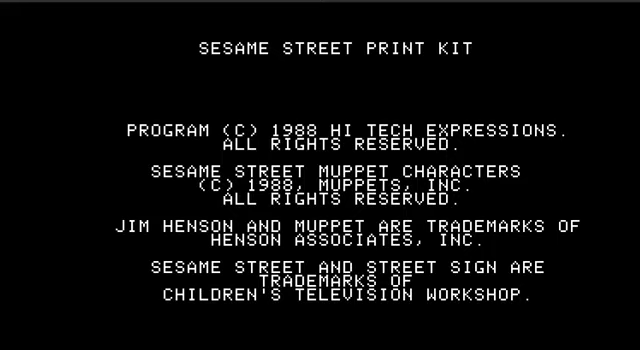 SESAME STREET PRINT KIT
PROGRAM (C) 1988 HI TECH EXPRESSIONS.
ALL RIGHTS RESERVED.
SESAME STREET MUPPET CHARACTERS
(C) 1988, MUPPETS, INC.
ALL RIGHTS RESERVED.
JIM HENSON AND MUPPET ARE TRADEMARKS OF
HENSON ASSOCIATES, INC.
SESAME STREET AND STREET SIGN ARE
TRADEMARKS OF
CHILDREN'S TELEVISION WORKSHOP.